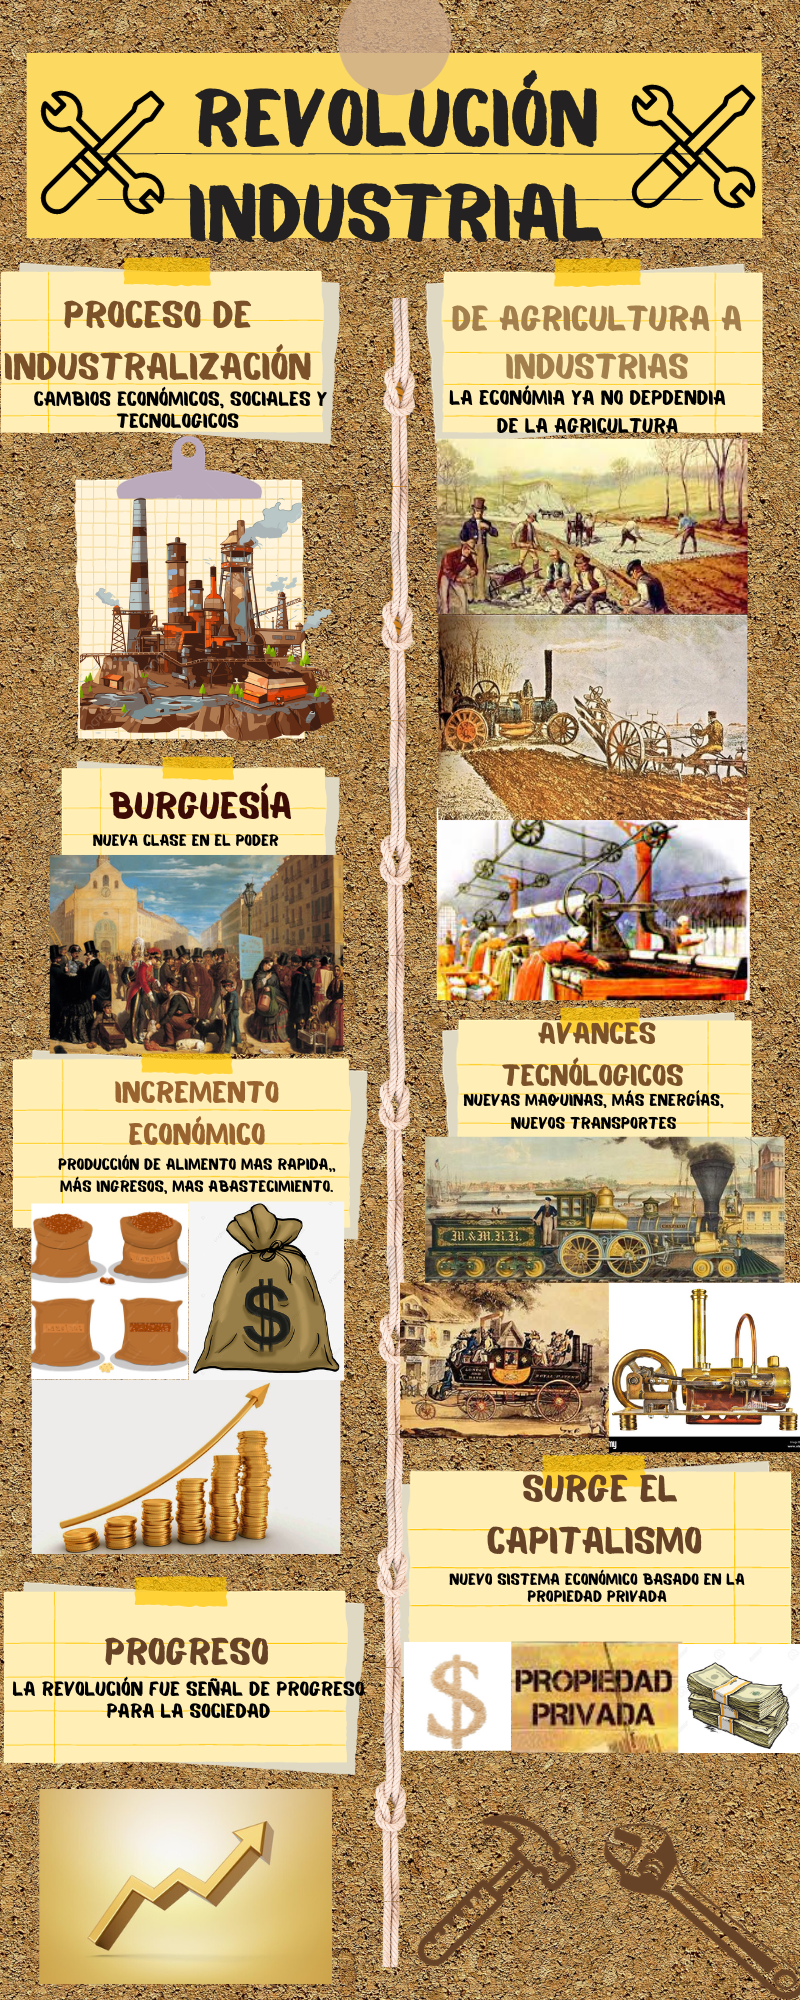 REVOLUCIÓN
INDUSTRIAL
PROCESO DE
INDUSTRALIZACIÓN
CAMBIOS ECONÓMICOS, SOCIALES Y
TECNOLOGICOS
DE AGRICULTURA A
INDUSTRIAS
LA ECONÓMIA YA NO DEPDENDIA
DE LA AGRICULTURA
BURGUESÍA
NUEVA CLASE EN EL PODER
INCREMENTO
ECONÓMICO
PRODUCCIÓN DE ALIMENTO MAS RAPIDA,,
MÁS INGRESOS, MAS ABASTECIMIENTO.
$
AVANCES
TECNÓLOGICOS
NUEVAS MAQUINAS, MÁS ENERGÍAS,
NUEVOS TRANSPORTES
M.&M.R.R.
alamy
SURGE EL
CAPITALISMO
NUEVO SISTEMA ECONÓMICO BASADO EN LA
PROPIEDAD PRIVADA
$
PROPIEDAD
PRIVADA
PROGRESO
LA REVOLUCIÓN FUE SEÑAL DE PROGRESO
PARA LA SOCIEDAD